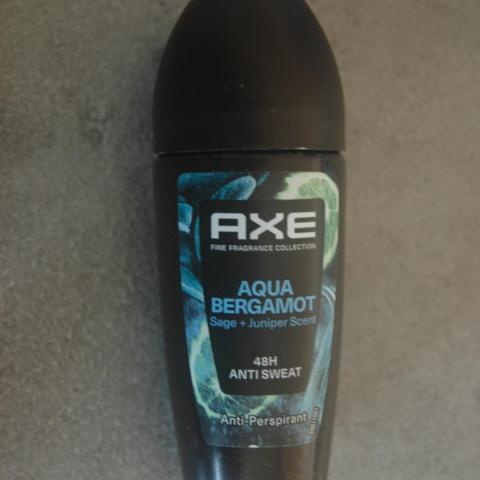 AXE
FINE FRAGRANCE COLLECTION
AQUA
BERGAMOT
Sage + Juniper Scent
48H
ANTI SWEAT
Anti-Perspirant